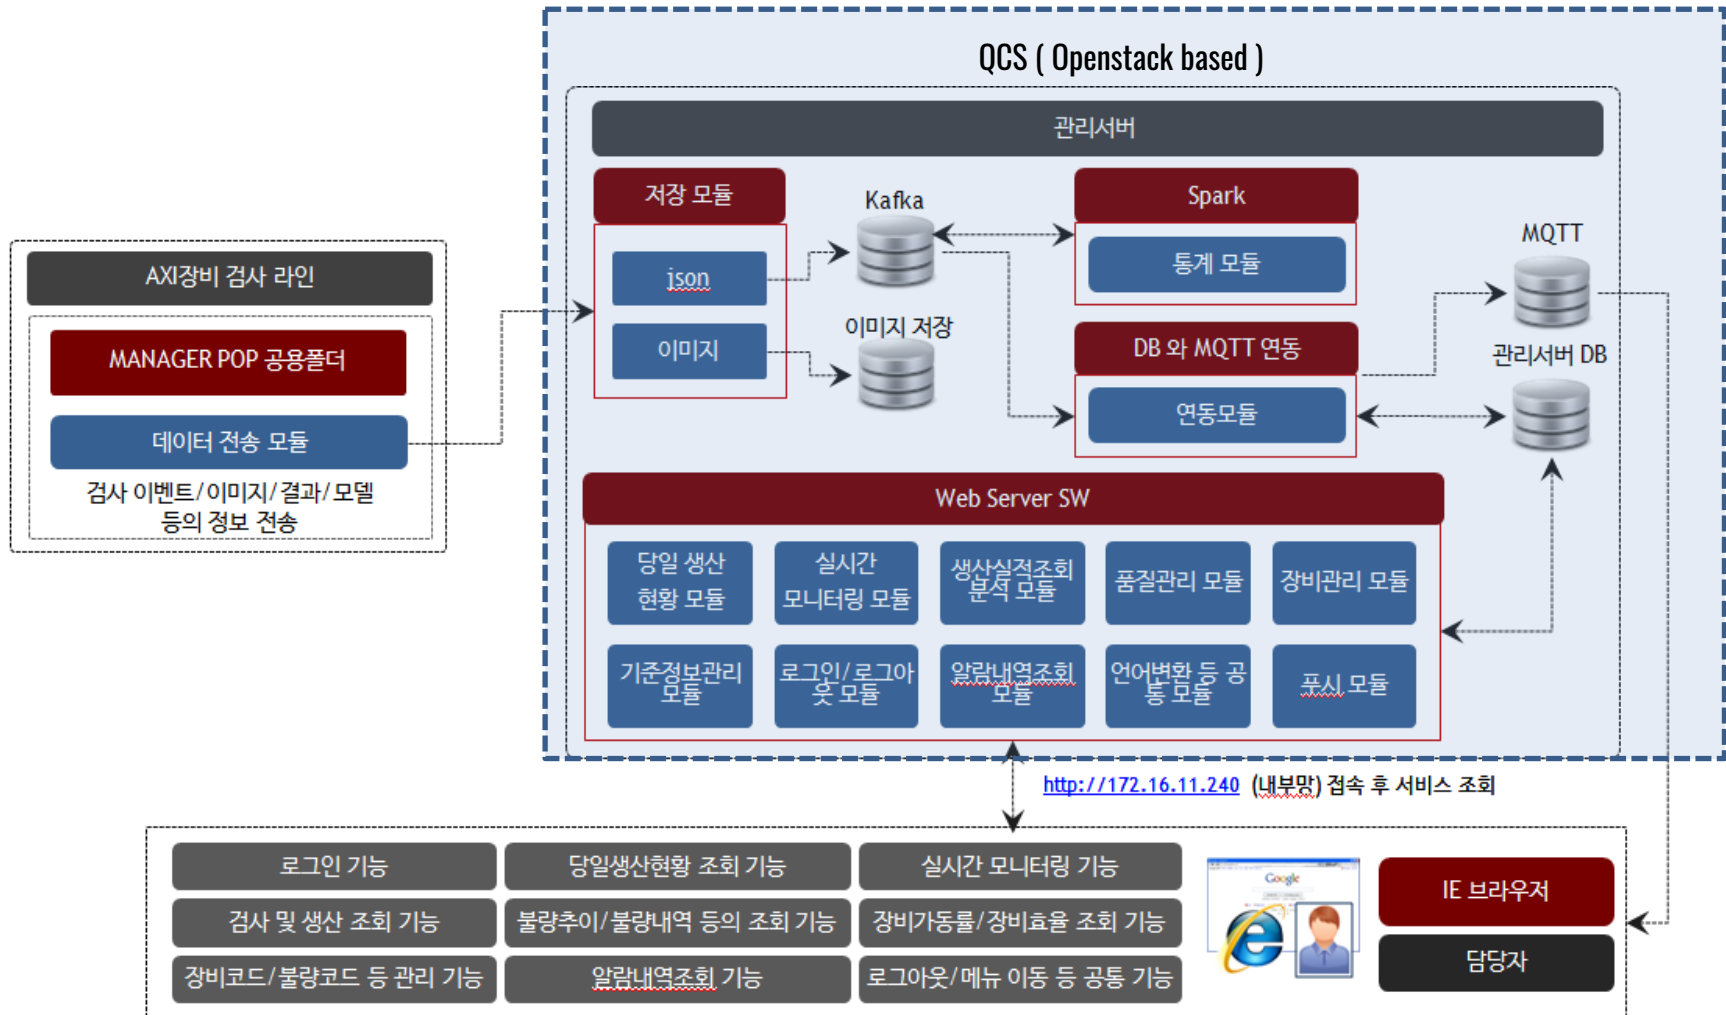 QCS ( Openstack based )
관리서버
저장 모듈
json
이미지
Kafka
이미지 저장
Spark
통계 모듈
DB 와 MQTT 연동
연동모듈
MQTT
관리서버 DB
AXI장비 검사 라인
MANAGER POP 공용폴더
데이터 전송 모듈
검사 이벤트/이미지/결과/모델
등의 정보 전송
Web Server SW
당일 생산
현황 모듈
실시간
모니터링 모듈
생산실적조회
분석 모듈
품질관리 모듈
장비관리 모듈
기준정보관리
모듈
로그인/로그아
웃 모듈
알람내역조회
모듈
언어변환 등 공
통 모듈
푸시 모듈
http://172.16.11.240 (내부망) 접속 후 서비스 조회
로그인 기능
당일생산현황 조회 기능
실시간 모니터링 기능
검사 및 생산 조회 기능
불량추이/불량내역 등의 조회 기능
장비가동률/장비효율 조회 기능
장비코드/불량코드 등 관리 기능
알람내역조회 기능
로그아웃/메뉴 이동 등 공통 기능
Google
IE 브라우저
담당자